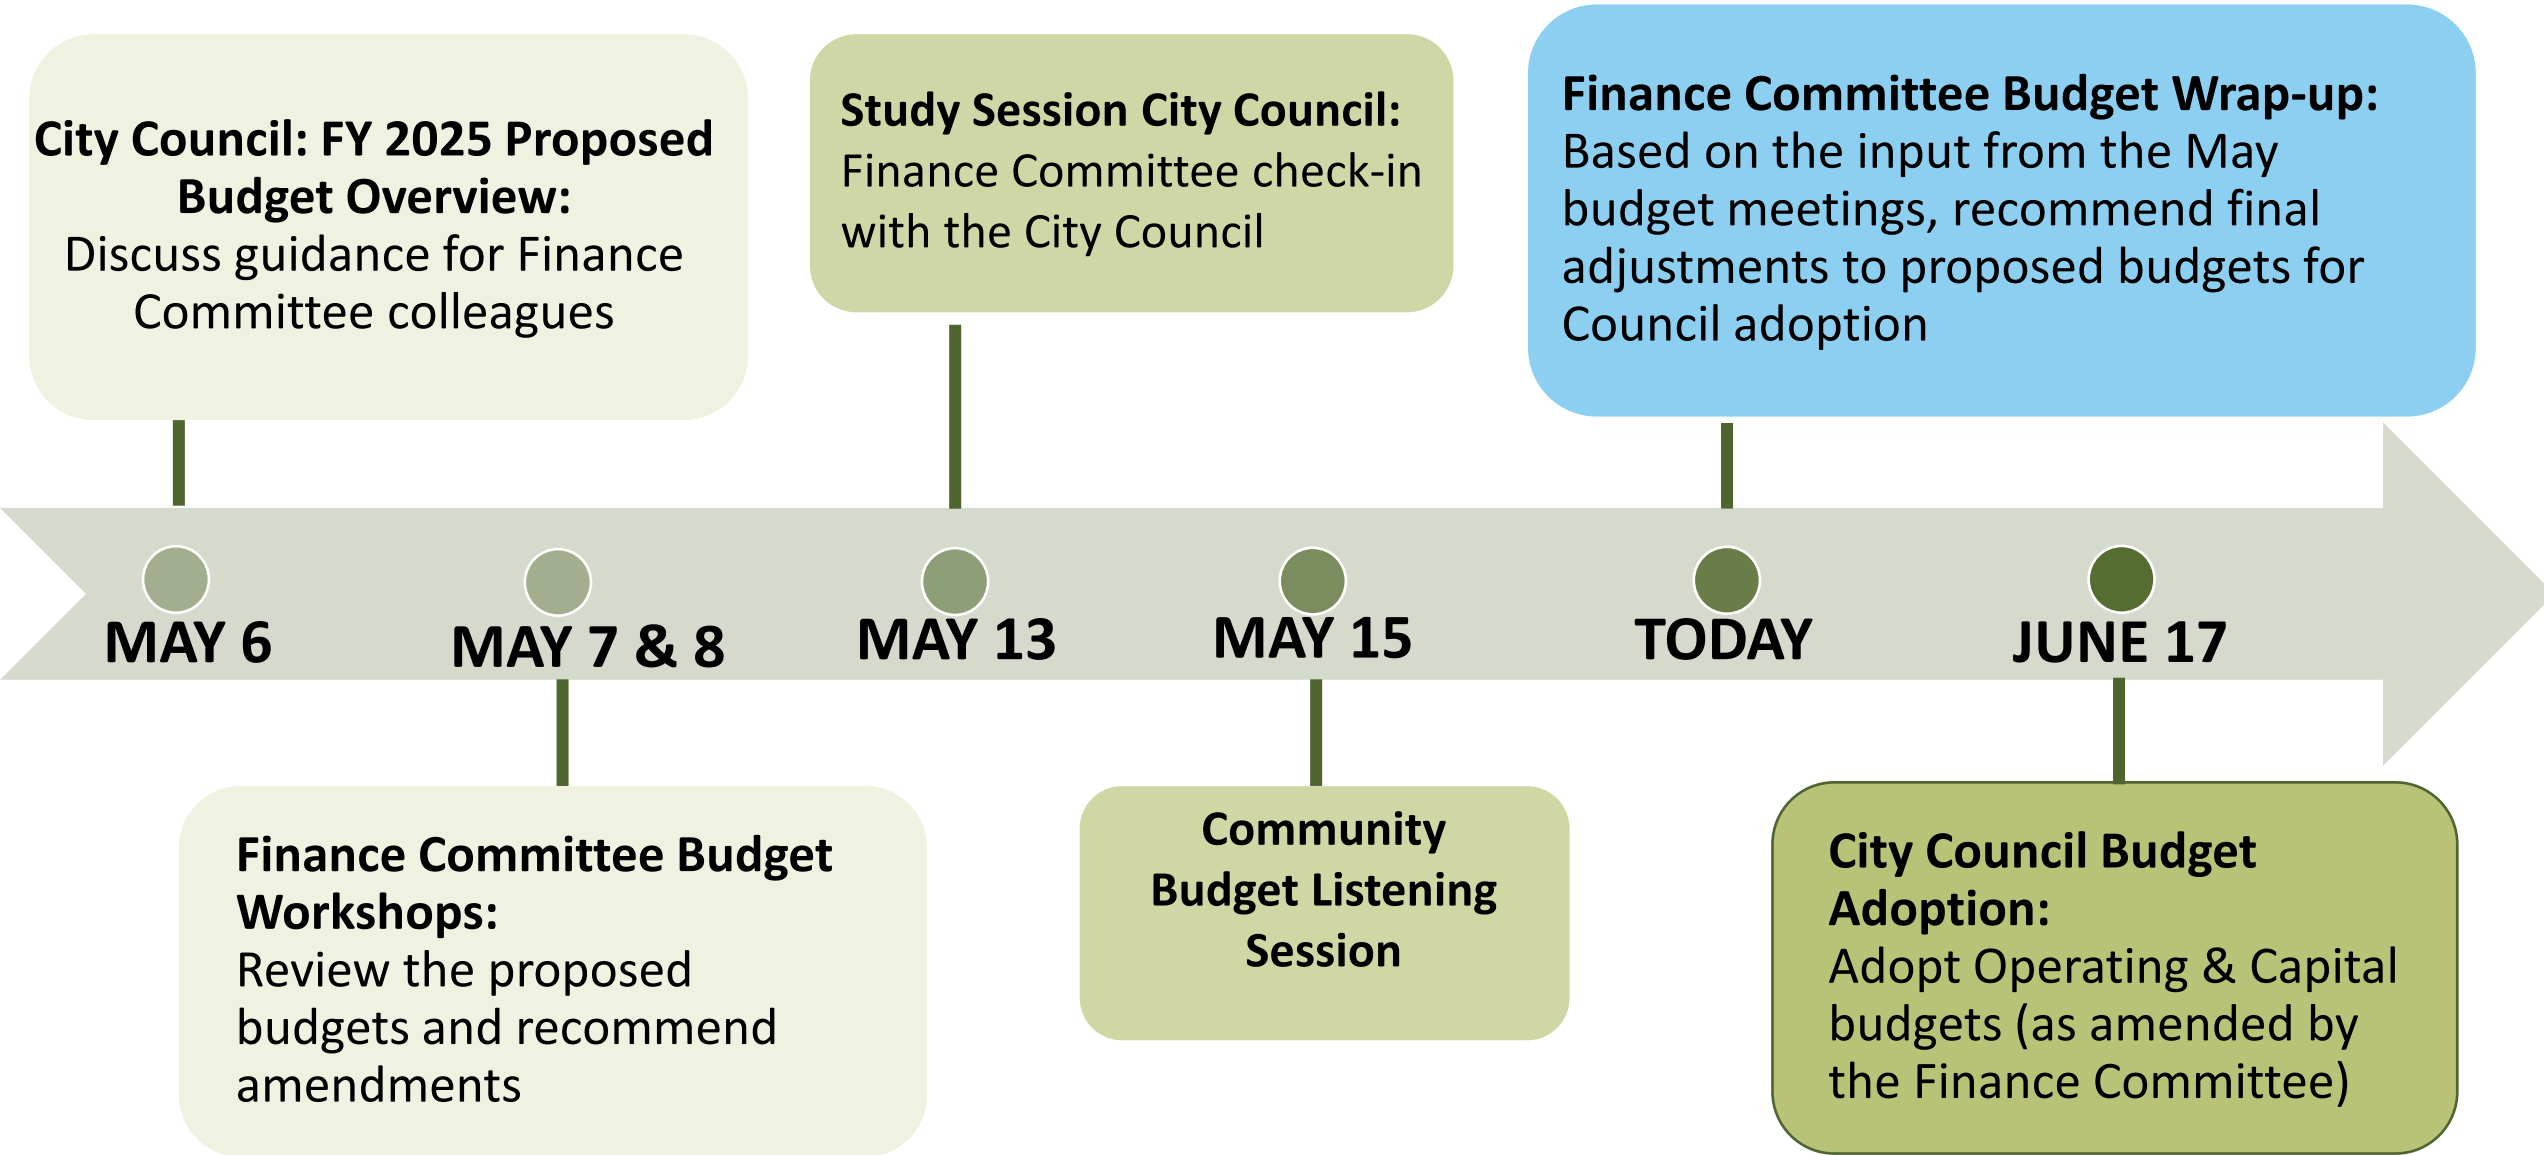 City Council: FY 2025 Proposed
Budget Overview:
Discuss guidance for Finance
Committee colleagues
Study Session City Council:
Finance Committee check-in
with the City Council
Finance Committee Budget Wrap-up:
Based on the input from the May
budget meetings, recommend final
adjustments to proposed budgets for
Council adoption
MAY 6
MAY 7 & 8
MAY 13
MAY 15
TODAY
JUNE 17
Finance Committee Budget
Workshops:
Review the proposed
budgets and recommend
amendments
Community
Budget Listening
Session
City Council Budget
Adoption:
Adopt Operating & Capital
budgets (as amended by
the Finance Committee)